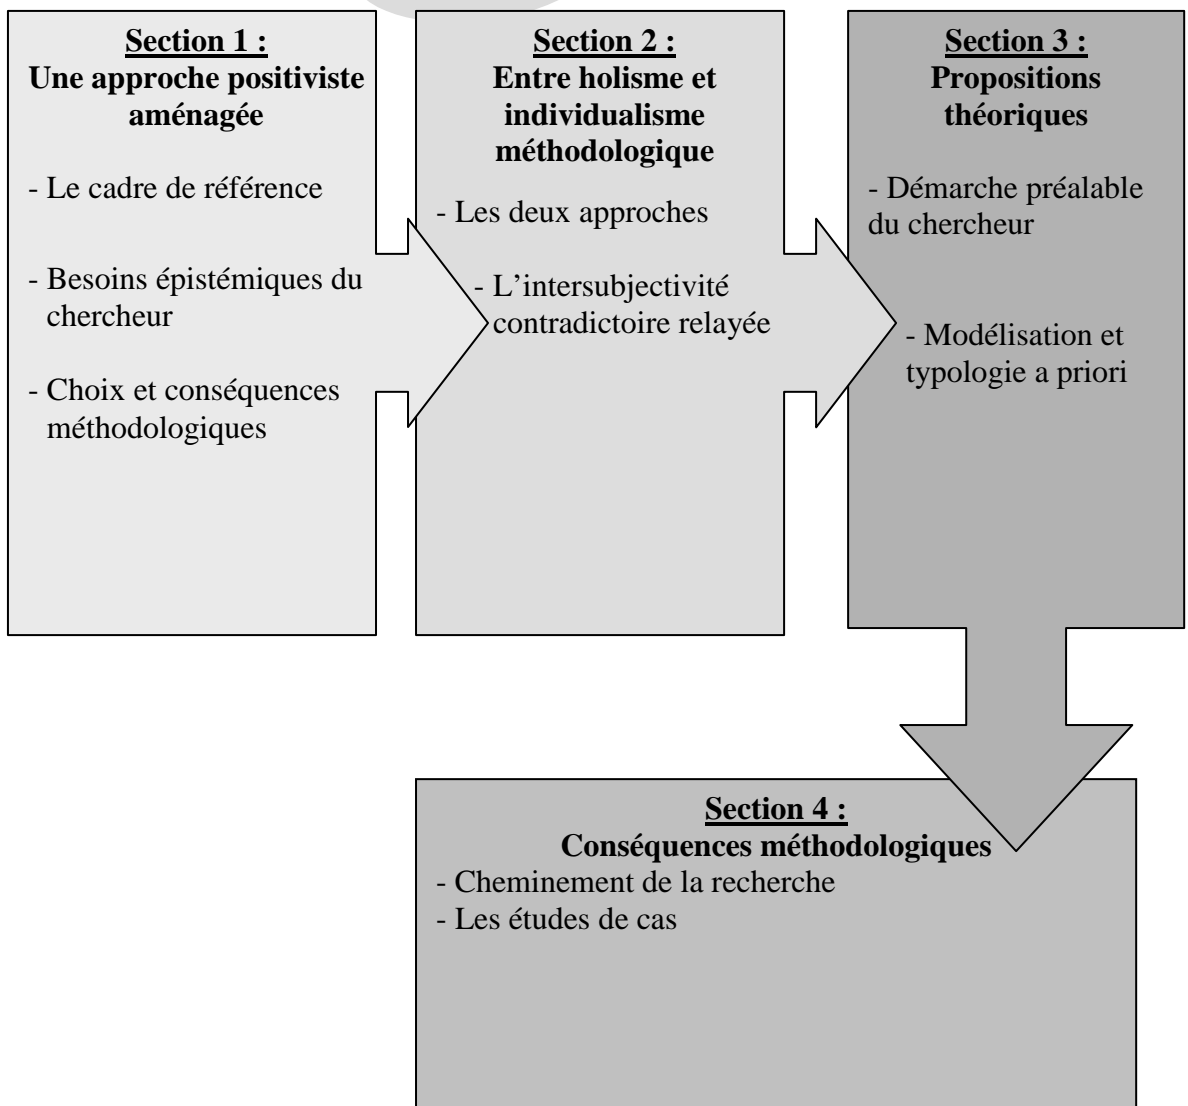 Section 1 :
Une approche positiviste
aménagée
- Le cadre de référence
- Besoins épistémiques du
chercheur
- Choix et conséquences
méthodologiques
Section 2 :
Entre holisme et
individualisme
méthodologique
- Les deux approches
- L’intersubjectivité
contradictoire relayée
Section 3 :
Propositions
théoriques
- Démarche préalable
du chercheur
- Modélisation et
typologie a priori
Section 4 :
Conséquences méthodologiques
- Cheminement de la recherche
- Les études de cas